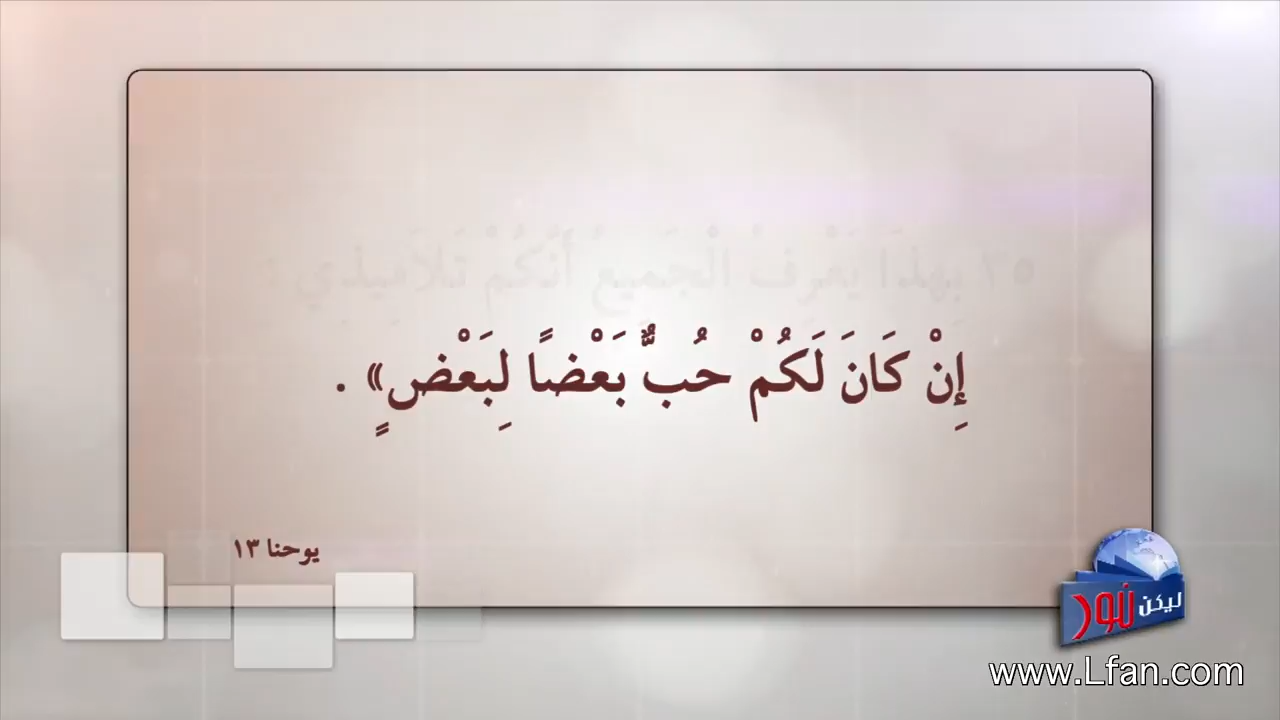 ٣٥ بِهذَا يَعْرِفُ الْجَمِيعُ أَنَّكُمْ تَلاَمِيذِي :
إِنْ كَانَ لَكُمْ حُبٌّ بَعْضًا لِبَعْضٍ» .
يوحنا ١٣
ليكن نور
www.Lfan.com